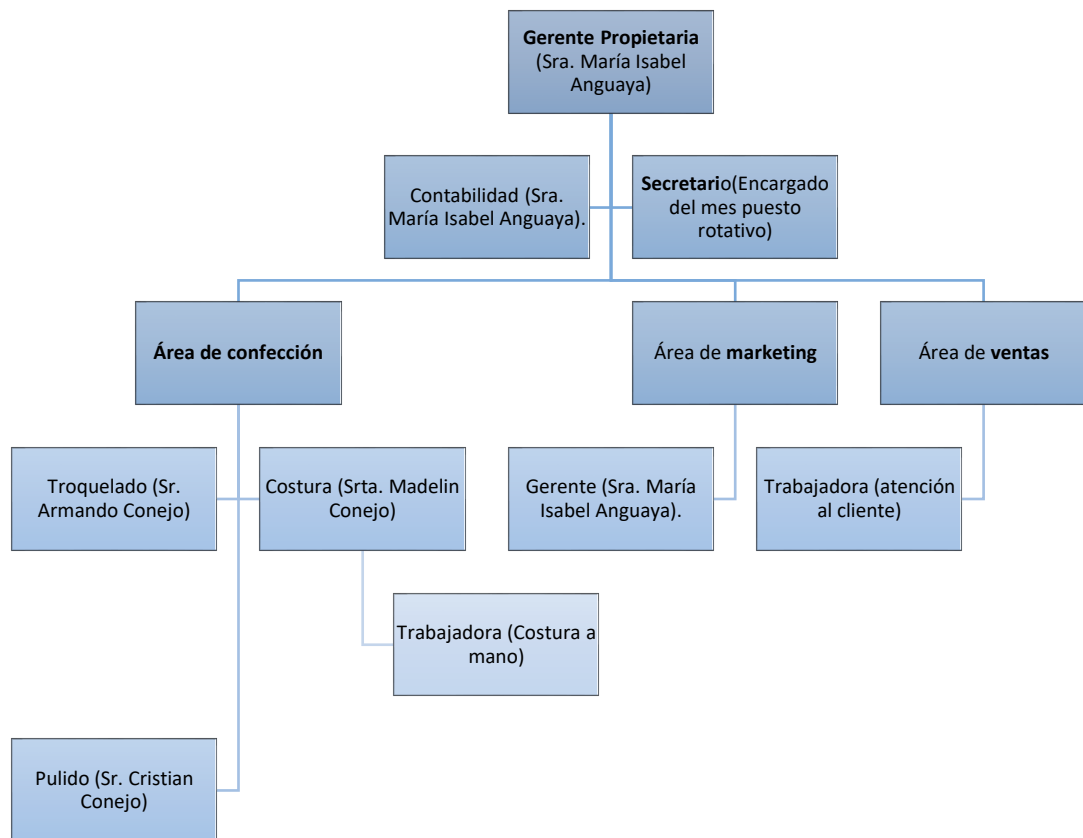 Gerente Propietaria
(Sra. María Isabel
Anguaya)
Contabilidad (Sra.
María Isabel Anguaya).
Secretario(Encargado
del mes puesto
rotativo)
Área de confección
Área de marketing
Área de ventas
Troquelado (Sr.
Armando Conejo)
Costura (Srta. Madelin
Conejo)
Gerente (Sra. María
Isabel Anguaya).
Trabajadora (atención
al cliente)
Trabajadora (Costura a
mano)
Pulido (Sr. Cristian
Conejo)